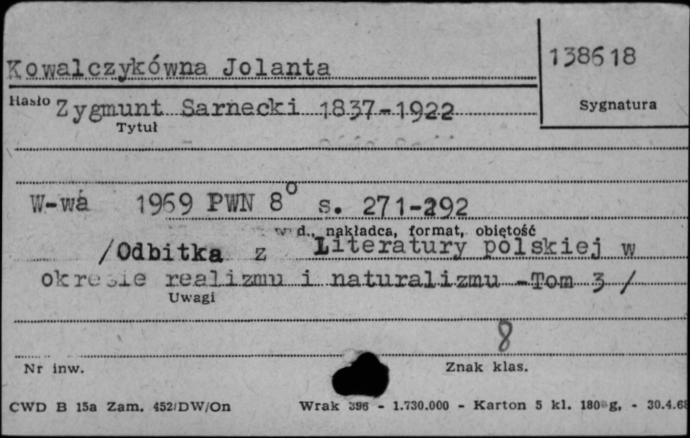 138618
Kowalczykówna Jolanta
Hasło Zygmunt Sarnecki 1837-1922 Sygnatura
Tytuł
W-wa 1969 PWN 8° s. 271-292
d., nakładca, format, obiętość
/Odbitka z Literatury polskiej w
okresie realizmu i naturalizmu -Tom 3 /
Uwagi
8
Nr inw. Znak klas.
CWD B 15a Zam. 452/DW/On Wrak 396 - 1.730.000 - Karton 5 kl. 180 g, - 30.4.68